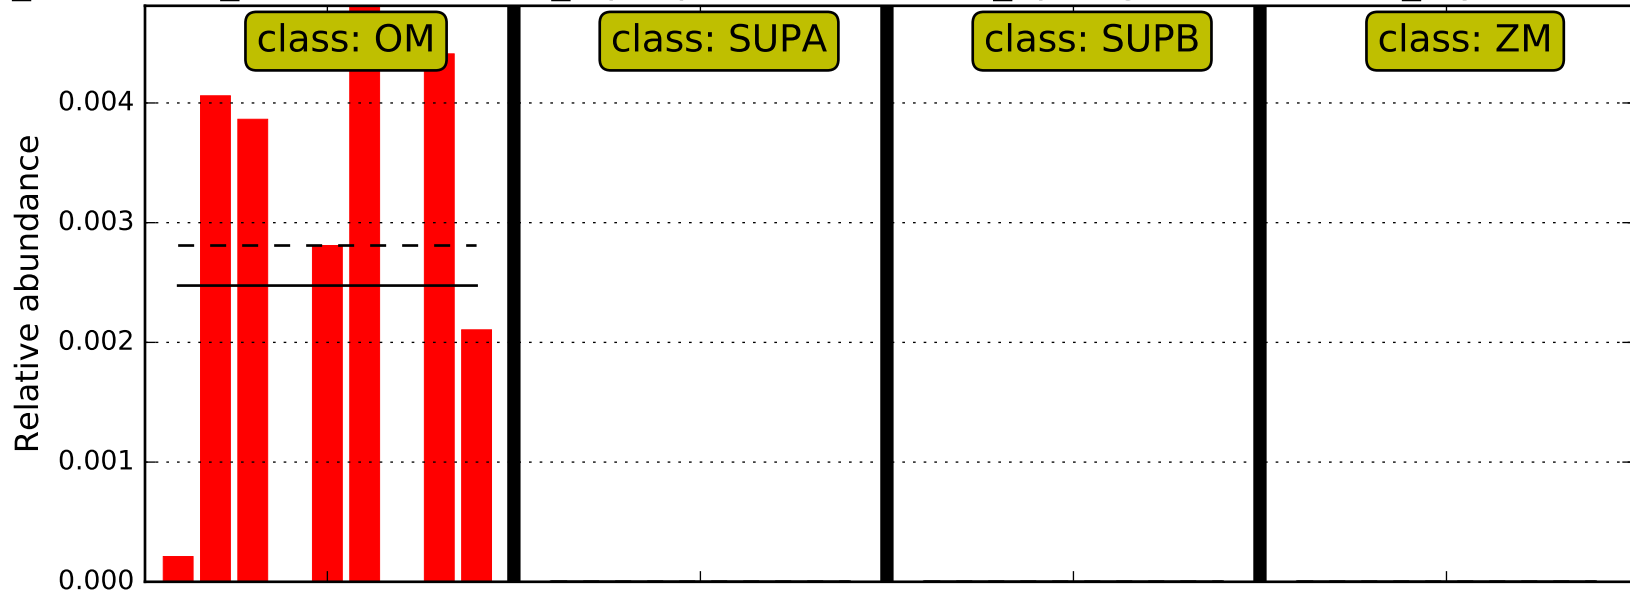 class: OM
class: SUPA
class: SUPB
class: ZM
Relative abundance
0.004
0.003
0.002
0.001
0.000